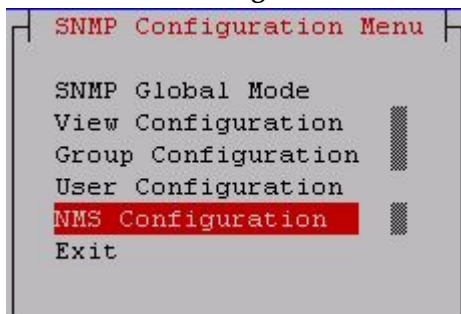 SNMP Configuration Menu
SNMP Global Mode
View Configuration
Group Configuration
User Configuration
NMS Configuration
Exit